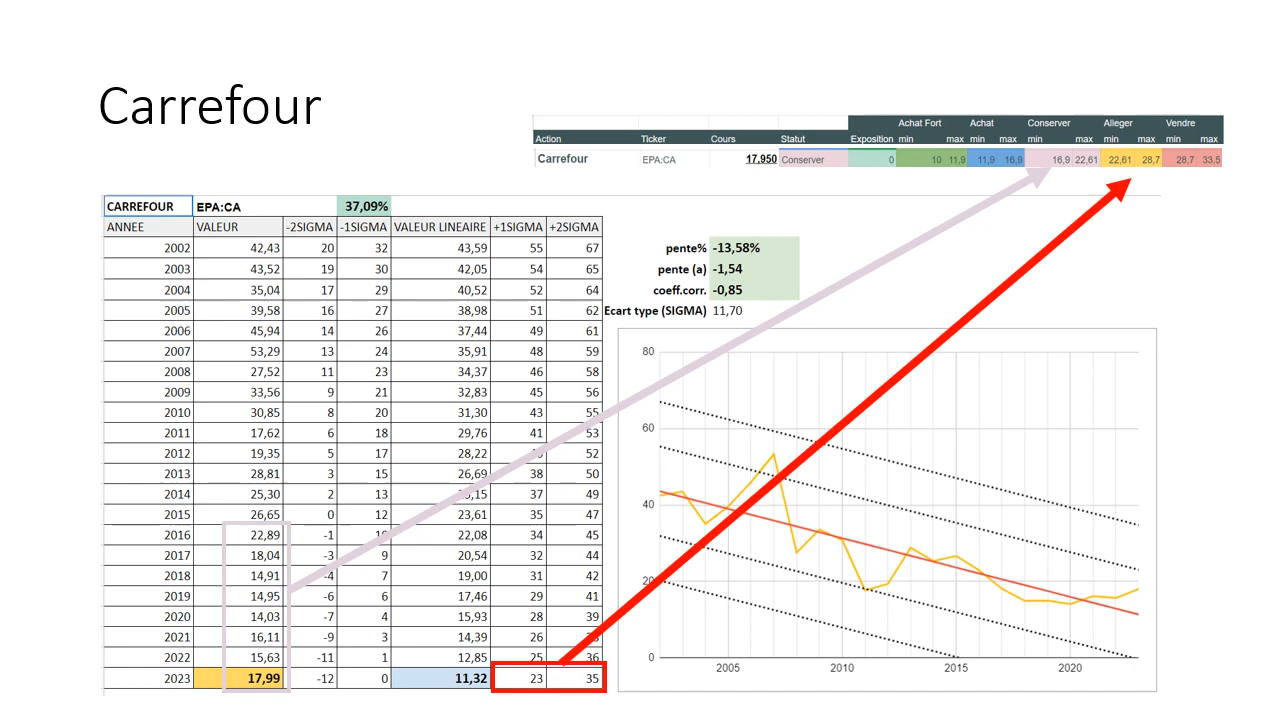 Carrefour
Achat Fort Achat Conserver Alleger Vendre
Action Ticker Cours Statut Exposition min max min max min max min max min max
Carrefour EPA:CA 17,950 Conserver 0 10 11,9 11,9 16,9 16,9 22,61 22,61 28,7 28,7 33,5
CARREFOUR EPA:CA 37,09%
ANNEE VALEUR -2SIGMA -1SIGMA VALEUR LINEAIRE +1SIGMA +2SIGMA
2002 42,43 20 32 43,59 55 67
2003 43,52 19 30 42,05 54 65
2004 35,04 17 29 40,52 52 64
2005 39,58 16 27 38,98 51 62
2006 45,94 14 26 37,44 49 61
2007 53,29 13 24 35,91 48 59
2008 27,52 11 23 34,37 46 58
2009 33,56 9 21 32,83 45 56
2010 30,85 8 20 31,30 43 55
2011 17,62 6 18 29,76 41 53
2012 19,35 5 17 28,22 52
2013 28,81 3 15 26,69 38 50
2014 25,30 2 13 37 49
2015 26,65 0 12 23,61 35 47
2016 22,89 -1 22,08 34 45
2017 18,04 -3 9 20,54 32 44
2018 14,91 -4 7 19,00 31 42
2019 14,95 -6 6 17,46 29 41
2020 14,03 -7 4 15,93 28 39
2021 16,11 -9 3 14,39 26
2022 15,63 -11 1 12,85 25 36
2023 17,99 -12 0 11,32 23 35
pente% -13,58%
pente (a) -1,54
coeff.corr. -0,85
Ecart type (SIGMA) 11,70
80
60
40
20
0
2005 2010 2015 2020